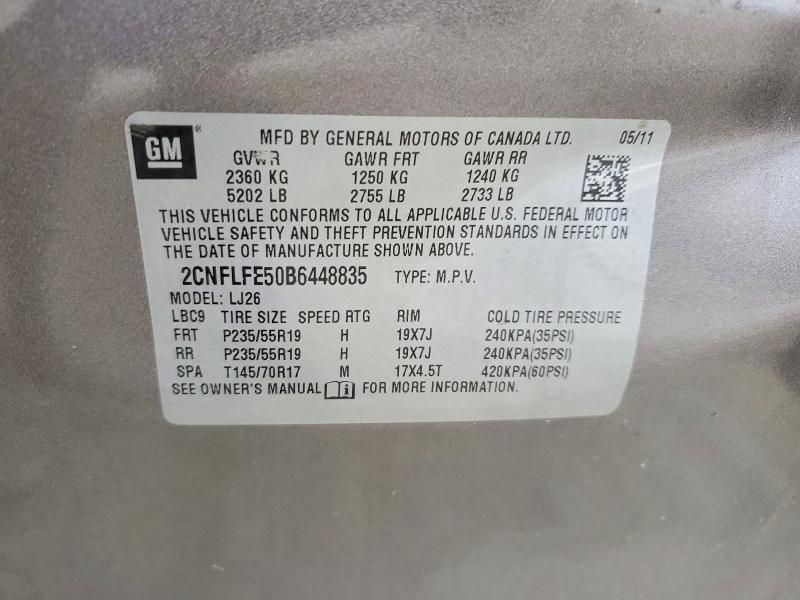 GM® MFD BY GENERAL MOTORS OF CANADA LTD. 05/11
GVWR GAWR FRT GAWR RR
2360 KG 1250 KG 1240 KG
5202 LB 2755 LB 2733 LB
THIS VEHICLE CONFORMS TO ALL APPLICABLE U.S. FEDERAL MOTOR
VEHICLE SAFETY AND THEFT PREVENTION STANDARDS IN EFFECT ON
THE DATE OF MANUFACTURE SHOWN ABOVE.
2CNFLFE50B6448835 TYPE: M.P.V.
MODEL: LJ26
LBC9 TIRE SIZE SPEED RTG RIM COLD TIRE PRESSURE
FRT P235/55R19 H 19X7J 240KPA(35PSI)
RR P235/55R19 H 19X7J 240KPA(35PSI)
SPA T145/70R17 M 17X4.5T 420KPA(60PSI)
SEE OWNER'S MANUAL FOR MORE INFORMATION.